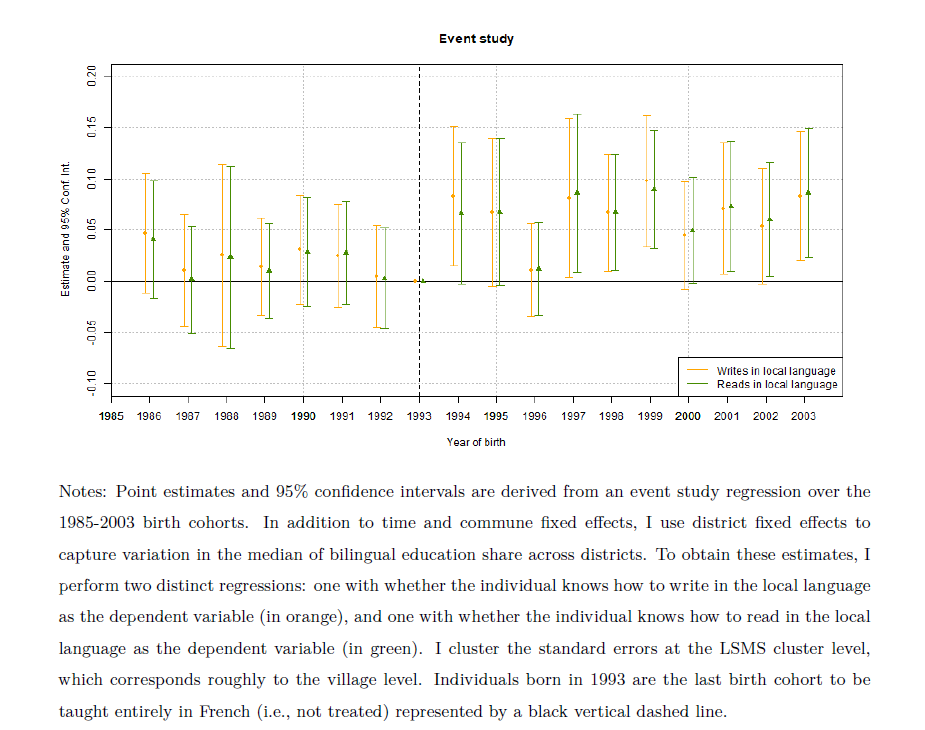 Event study
0.20
0.15
0.10
0.05
0.00
-0.05
-0.10
Estimate and 95% Conf. Int.
Writes in local language
Reads in local language
1985 1986 1987 1988 1989 1990 1991 1992 1993 1994 1995 1996 1997 1998 1999 2000 2001 2002 2003
Year of birth
Notes: Point estimates and 95% confidence intervals are derived from an event study regression over the
1985-2003 birth cohorts. In addition to time and commune fixed effects, I use district fixed effects to
capture variation in the median of bilingual education share across districts. To obtain these estimates, I
perform two distinct regressions: one with whether the individual knows how to write in the local language
as the dependent variable (in orange), and one with whether the individual knows how to read in the local
language as the dependent variable (in green). I cluster the standard errors at the LSMS cluster level,
which corresponds roughly to the village level. Individuals born in 1993 are the last birth cohort to be
taught entirely in French (i.e., not treated) represented by a black vertical dashed line.